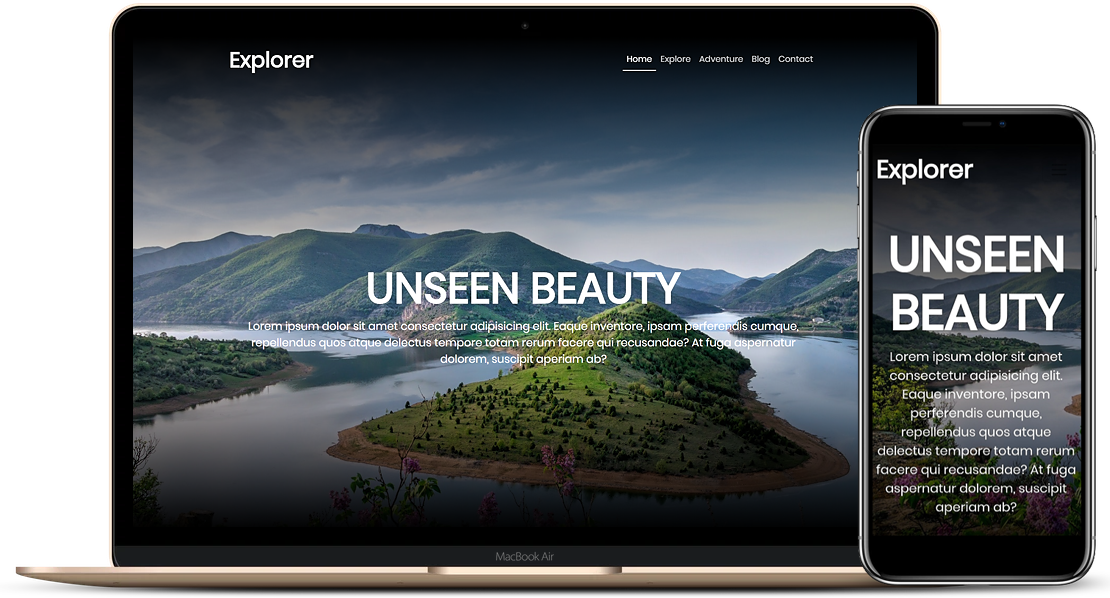 Explorer
Home Explore Adventure Blog Contact
UNSEEN BEAUTY
Lorem ipsum dolor sit amet consectetur adipisicing elit. Eaque inventore, ipsam perferendis cumque,
repellendus quos atque delectus tempore totam rerum facere qui recusandae? At fuga aspernatur
dolorem, suscipit aperiam ab?
MacBook Air
Explorer
UNSEEN
BEAUTY
Lorem ipsum dolor sit amet
consectetur adipisicing elit.
Eaque inventore, ipsam
perferendis cumque,
repellendus quos atque
delectus tempore totam rerum
facere qui recusandae? At fuga
aspernatur dolorem, suscipit
aperiam ab?